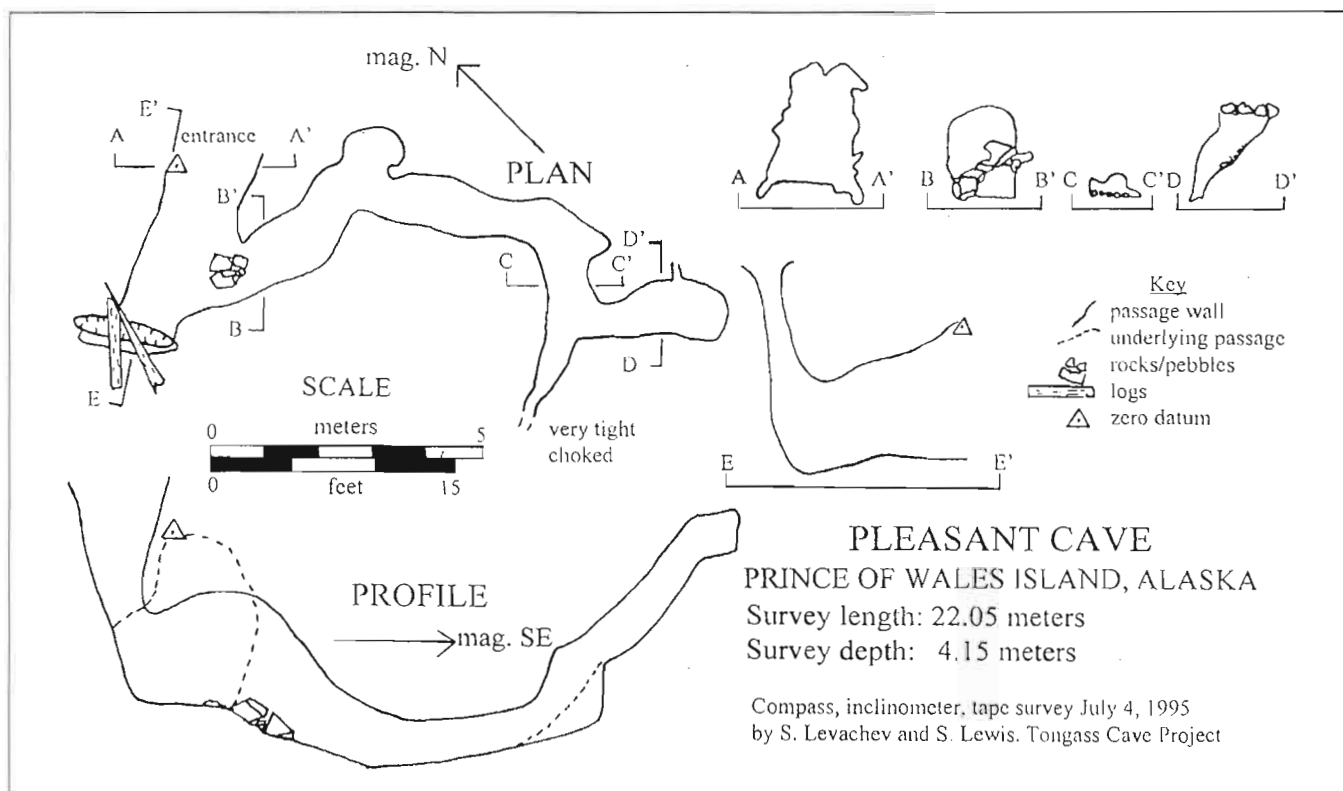 mag. N
E'
A
entrance
A'
B'
PLAN
D'
C
C'
B
D
E
SCALE
0
meters
5
0
feet
15
very tight
choked
A
A'
B
B'
C
C'
D
D'
E
E'
Key
passage wall
underlying passage
rocks/pebbles
logs
zero datum
PROFILE
mag. SE
PLEASANT CAVE
PRINCE OF WALES ISLAND, ALASKA
Survey length: 22.05 meters
Survey depth: 4.15 meters
Compass, inclinometer, tape survey July 4, 1995
by S. Levachev and S. Lewis. Tongass Cave Project